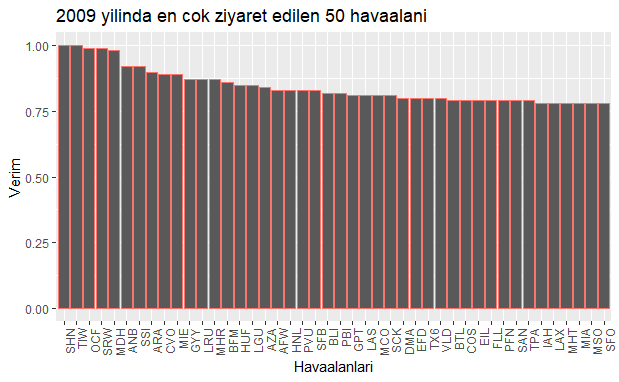 2009 yilinda en cok ziyaret edilen 50 havaalani
1.00
0.75
0.50
0.25
0.00
Verim
SHN
TIW
OCF
SRW
MDH
ANB
SSI
ARA
CVO
MIE
GYY
LRU
MHR
BFM
HUF
LGU
AZA
AFW
HNL
PVU
SFB
BLI
PBI
GPT
LAS
MCO
SCK
DMA
EFD
TX6
VLD
BTL
COS
EIL
FLL
PFN
SAN
TPA
IAH
LAX
MHT
MIA
MSO
SFO
Havaalanlari